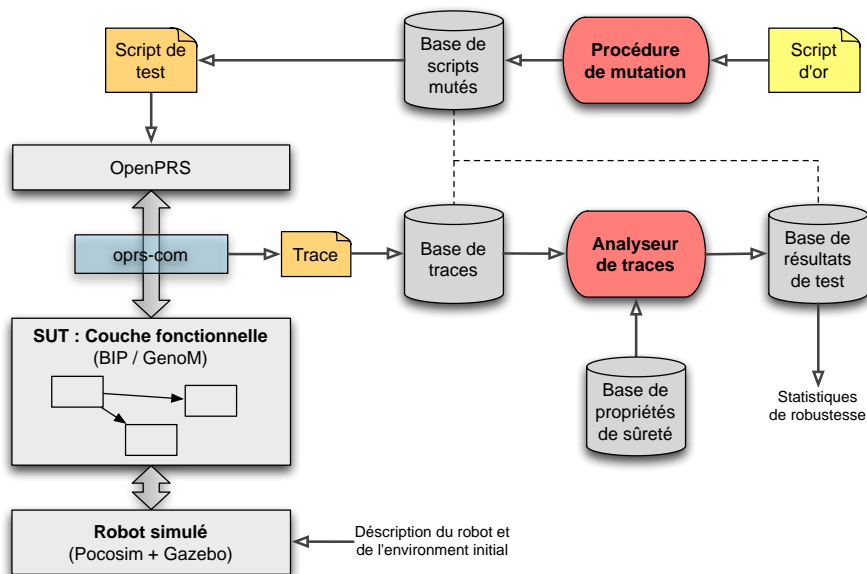 Script de
test
Base de
scripts
mutés
Procédure
de mutation
Script
d'or
OpenPRS
oprs-com
Trace
Base de
traces
Analyseur
de traces
Base de
résultats
de test
SUT : Couche fonctionnelle
(BIP / GenoM)
Base de
propriétés
de sûreté
Statistiques
de robustesse
Robot simulé
(Pocosim + Gazebo)
Déscription du robot et
de l'environment initial